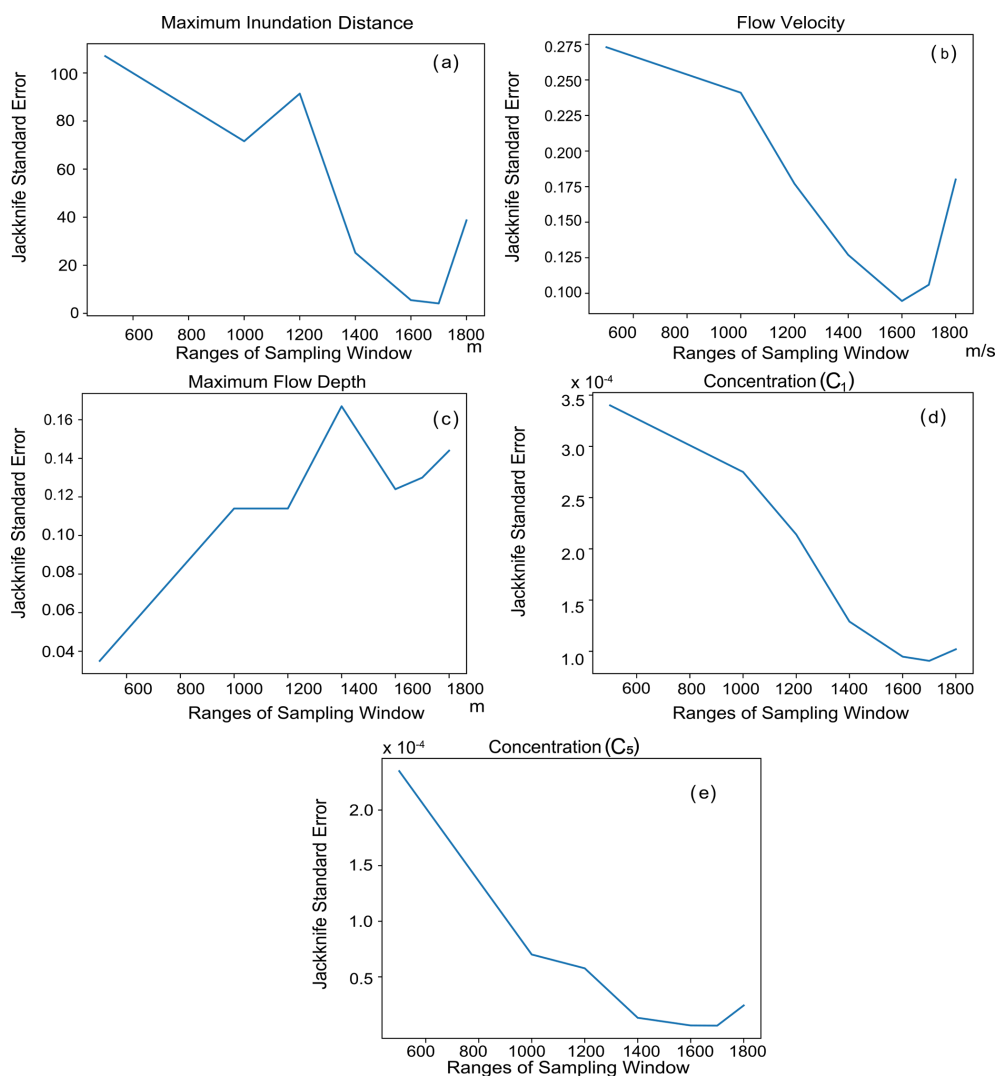 Maximum Inundation Distance
(a)
Jackknife Standard Error
100
80
60
40
20
0
600 1000 1200 1400 1600 1800
m
Ranges of Sampling Window
Flow Velocity
(b)
Jackknife Standard Error
0.275
0.250
0.225
0.200
0.175
0.150
0.125
0.100
600 1000 1200 1400 1600 1800
m/s
Ranges of Sampling Window
Maximum Flow Depth
(c)
Jackknife Standard Error
0.16
0.14
0.12
0.10
0.08
0.06
0.04
600 1000 1200 1400 1600 1800
m
Ranges of Sampling Window
x 10⁻⁴
Concentration (C₁)
(d)
Jackknife Standard Error
3.5
3.0
2.5
2.0
1.5
1.0
600 1000 1200 1400 1600 1800
Ranges of Sampling Window
x 10⁻⁴
Concentration (C₅)
(e)
Jackknife Standard Error
2.0
1.5
1.0
0.5
600 1000 1200 1400 1600 1800
Ranges of Sampling Window